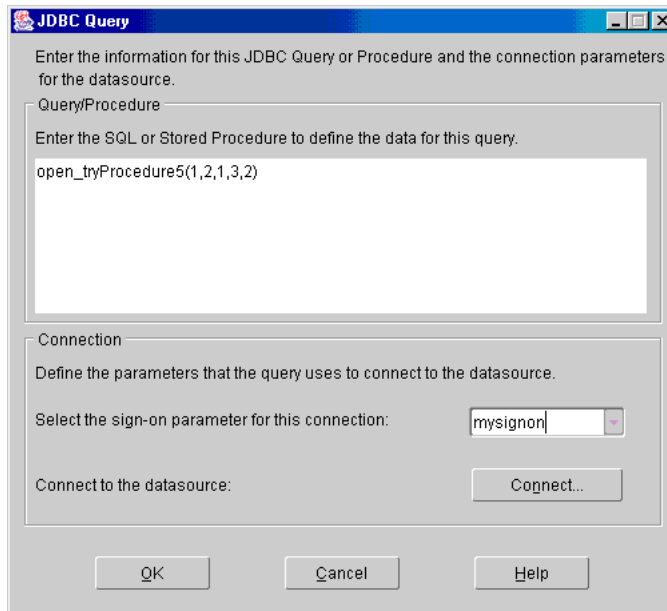 JDBC Query
Enter the information for this JDBC Query or Procedure and the connection parameters
for the datasource.
Query/Procedure
Enter the SQL or Stored Procedure to define the data for this query.
open_tryProcedure5(1,2,1,3,2)
Connection
Define the parameters that the query uses to connect to the datasource.
Select the sign-on parameter for this connection:
mysignon
Connect to the datasource:
Connect...
OK Cancel Help